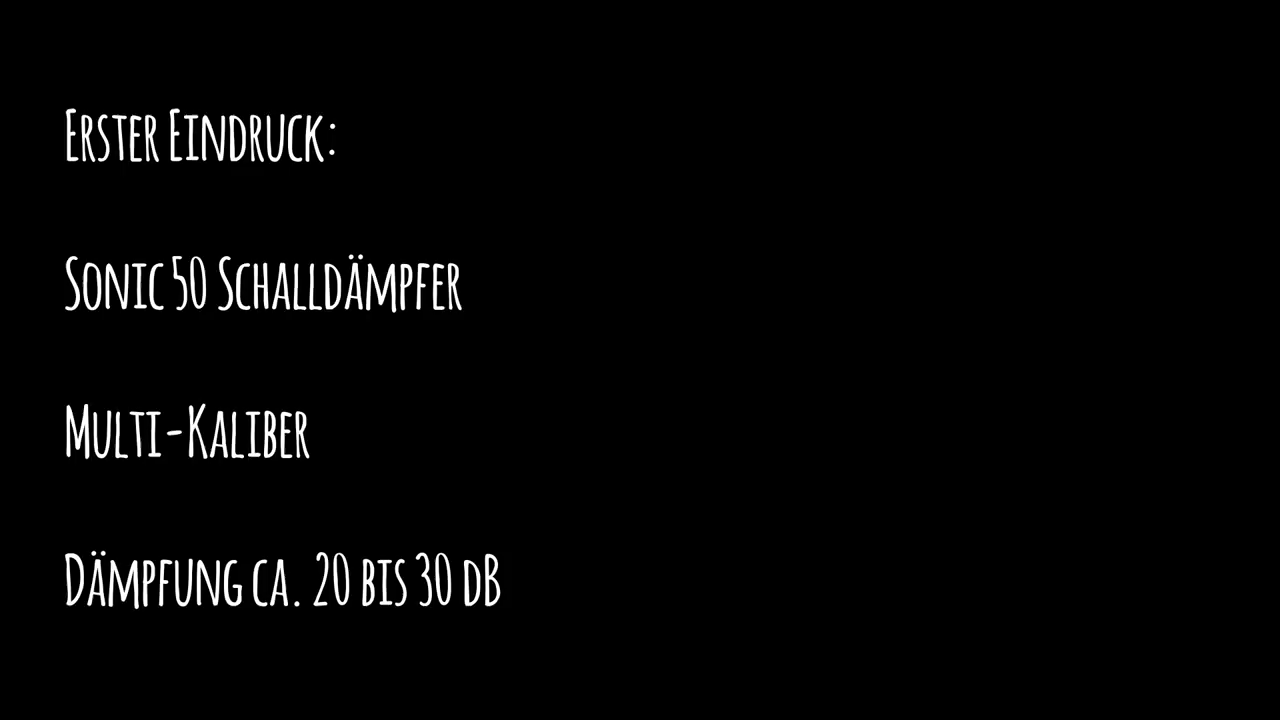 Erster Eindruck:
Sonic 50 Schalldämpfer
Multi-Kaliber
Dämpfung ca. 20 bis 30 dB